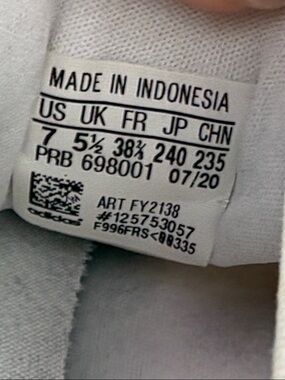 MADE IN INDONESIA
US UK FR JP CHN
7 5½ 38⅔ 240 235
PRB 698001 07/20
ART FY2138
#125753057
adidas F996FRS<00335